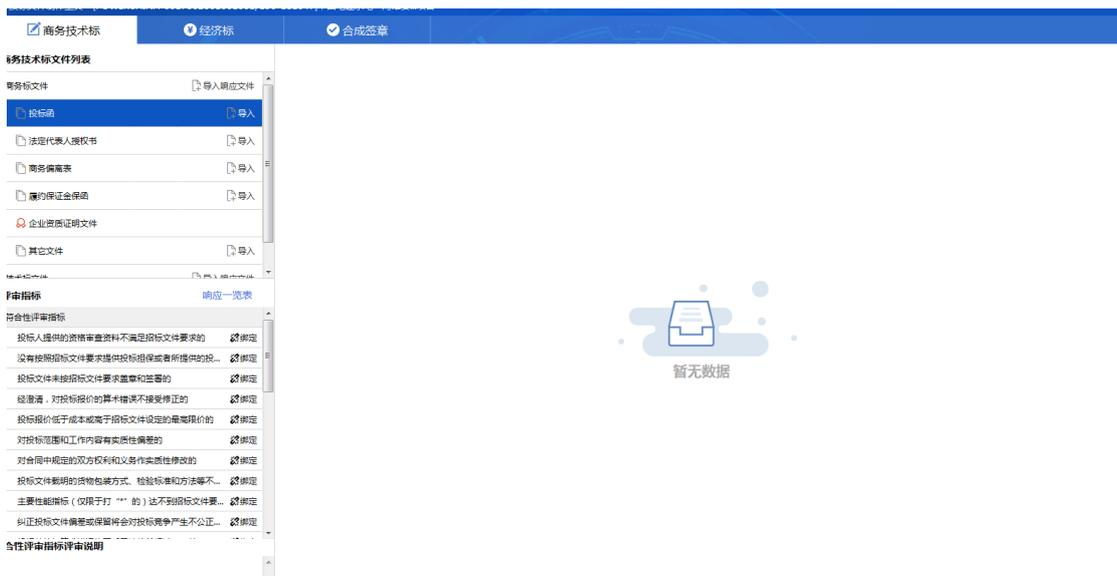 商务技术标
经济标
合成签章
商务技术标文件列表
商务标文件
导入响应文件
投标函
导入
法定代表人授权书
导入
商务偏离表
导入
履约保证金保函
导入
企业资质证明文件
其它文件
导入
技术标文件
导入响应文件
评审指标
响应一览表
符合性评审指标
投标人提供的资格审查资料不满足招标文件要求的
绑定
没有按照招标文件要求提供投标担保或者所提供的投...
绑定
投标文件未按招标文件要求盖章和签署的
绑定
经澄清，对投标报价的算术错误不接受修正的
绑定
投标报价低于成本或高于招标文件设定的最高限价的
绑定
对投标范围和工作内容有实质性偏差的
绑定
对合同中规定的双方权利和义务作实质性修改的
绑定
投标文件载明的货物包装方式、检验标准和方法等不...
绑定
主要性能指标（仅限于打“*”的）达不到招标文件要...
绑定
纠正投标文件偏差或保留将会对投标竞争产生不公正...
绑定
合性评审指标评审说明
暂无数据